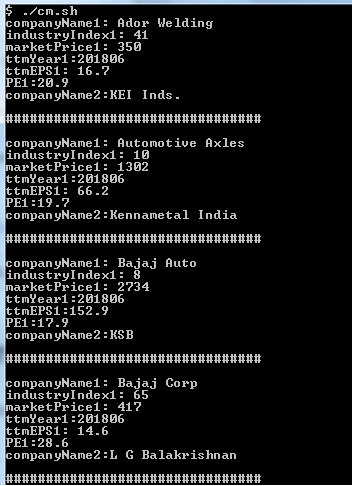 $ ./cm.sh
companyName1: Ador Welding
industryIndex1: 41
marketPrice1: 350
ttmYear1:201806
ttmEPS1: 16.7
PE1:20.9
companyName2:KEI Inds.
################################
companyName1: Automotive Axles
industryIndex1: 10
marketPrice1: 1302
ttmYear1:201806
ttmEPS1: 66.2
PE1:19.7
companyName2:Kennametal India
################################
companyName1: Bajaj Auto
industryIndex1: 8
marketPrice1: 2734
ttmYear1:201806
ttmEPS1:152.9
PE1:17.9
companyName2:KSB
################################
companyName1: Bajaj Corp
industryIndex1: 65
marketPrice1: 417
ttmYear1:201806
ttmEPS1: 14.6
PE1:28.6
companyName2:L G Balakrishnan
################################